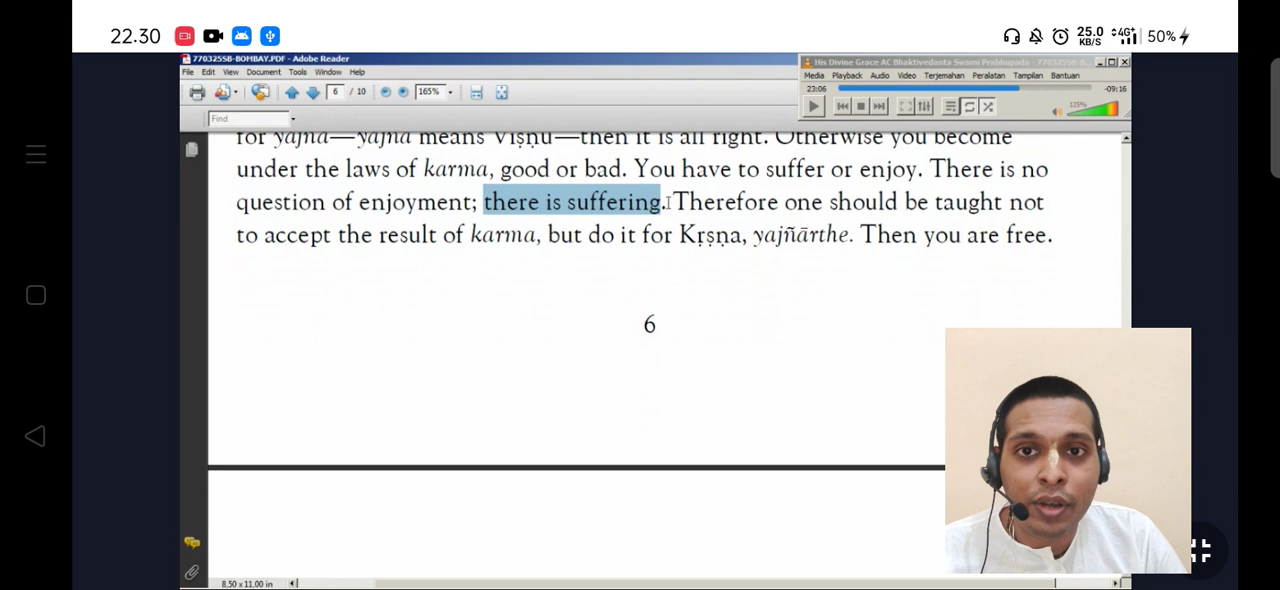 22.30
25.0
KB/S
4G+
50%
770325SB-BOMBAY.PDF - Adobe Reader
File Edit View Document Tools Window Help
6 / 10
165%
Find
His Divine Grace AC Bhaktivedanta Swami Prabhupada - 770325SB-B
Media Playback Audio Video Terjemahan Peralatan Tampilan Bantuan
23:06
-09:16
125%
for yajña—yajña means Viṣṇu—then it is all right. Otherwise you become
under the laws of karma, good or bad. You have to suffer or enjoy. There is no
question of enjoyment; there is suffering. Therefore one should be taught not
to accept the result of karma, but do it for Kṛṣṇa, yajñārthe. Then you are free.
6
8,50 x 11,00 in